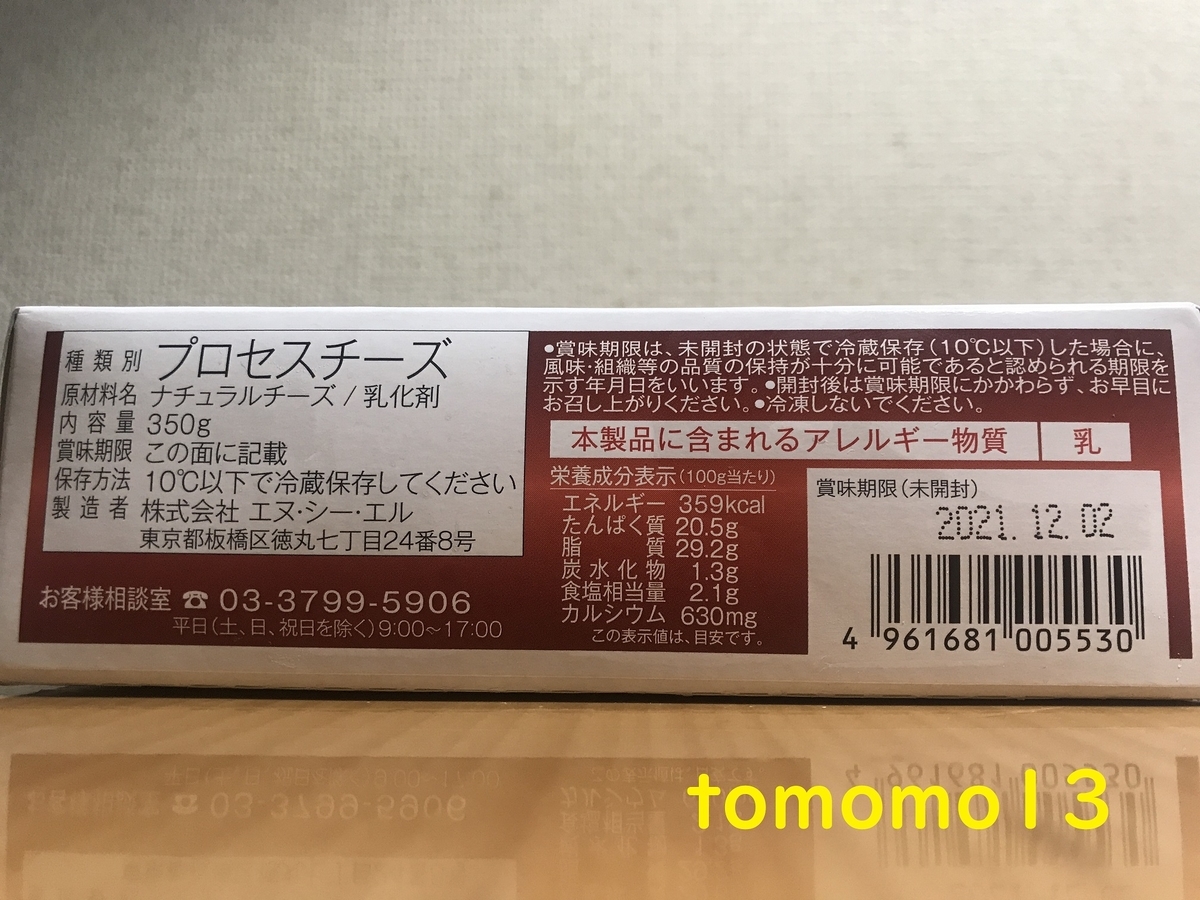 種類別 プロセスチーズ
原材料名 ナチュラルチーズ / 乳化剤
内容量 350g
賞味期限 この面に記載
保存方法 10℃以下で冷蔵保存してください
製造者 株式会社 エヌ・シー・エル
東京都板橋区徳丸七丁目24番8号
お客様相談室 ☎ 03-3799-5906
平日(土、日、祝日を除く)9:00~17:00
●賞味期限は、未開封の状態で冷蔵保存(10℃以下)した場合に、
風味・組織等の品質の保持が十分に可能であると認められる期限を
示す年月日をいいます。●開封後は賞味期限にかかわらず、お早目に
お召し上がりください。●冷凍しないでください。
本製品に含まれるアレルギー物質 乳
栄養成分表示(100g当たり)
エネルギー 359kcal
たんぱく質 20.5g
脂質 29.2g
炭水化物 1.3g
食塩相当量 2.1g
カルシウム 630mg
この表示値は、目安です。
賞味期限(未開封)
2021.12.02
4 961681 005530
tomomo13